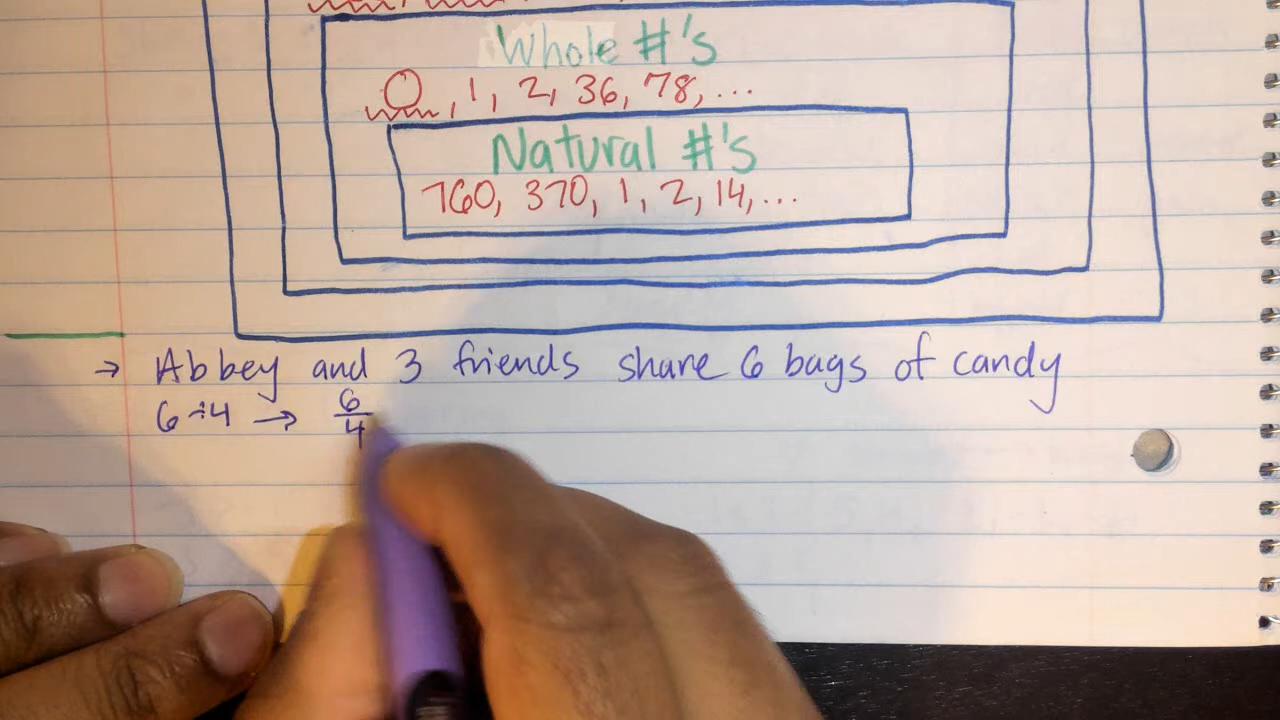 Whole #'s
0, 1, 2, 36, 78, ...
Natural #'s
760, 370, 1, 2, 14, ...
→ Abbey and 3 friends share 6 bags of candy
6÷4 → 6/4